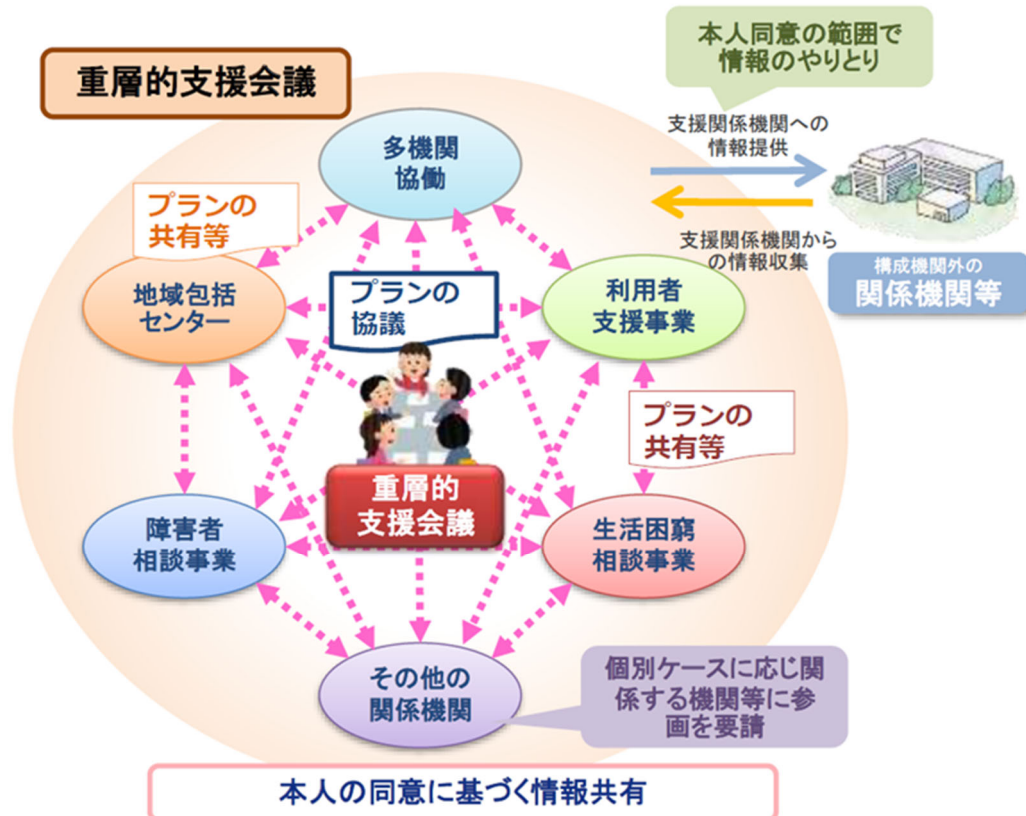 重層的支援会議
本人同意の範囲で
情報のやりとり
支援関係機関への
情報提供
支援関係機関から
の情報収集
構成機関外の
関係機関等
多機関
協働
プランの
共有等
地域包括
センター
プランの
協議
利用者
支援事業
プランの
共有等
重層的
支援会議
障害者
相談事業
生活困窮
相談事業
その他の
関係機関
個別ケースに応じ関
係する機関等に参
画を要請
本人の同意に基づく情報共有